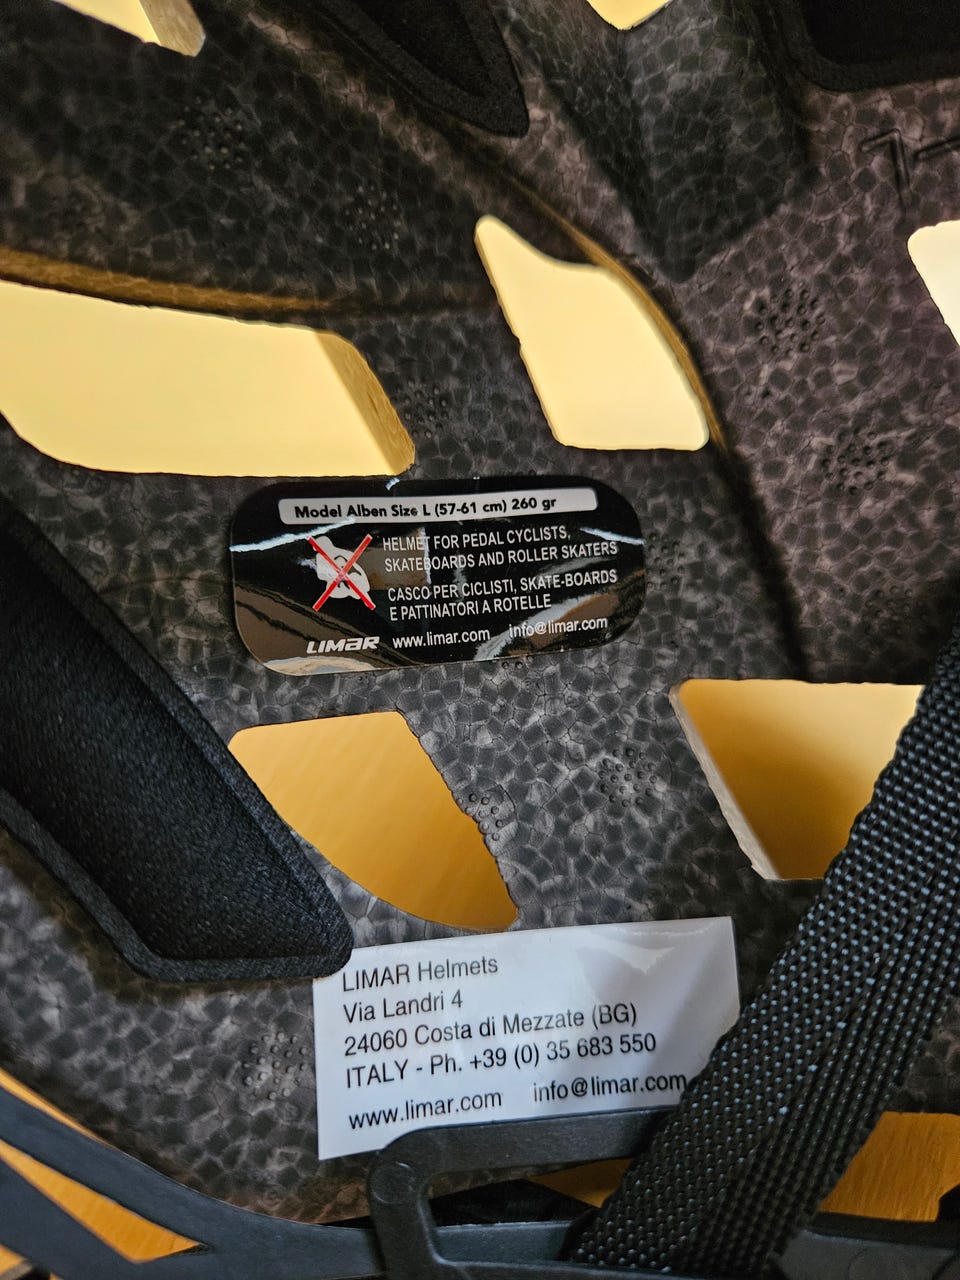 Model Alben Size L (57-61 cm) 260 gr
HELMET FOR PEDAL CYCLISTS,
SKATEBOARDS AND ROLLER SKATERS
CASCO PER CICLISTI, SKATE-BOARDS
E PATTINATORI A ROTELLE
LIMAR www.limar.com info@limar.com
LIMAR Helmets
Via Landri 4
24060 Costa di Mezzate (BG)
ITALY - Ph. +39 (0) 35 683 550
www.limar.com info@limar.com